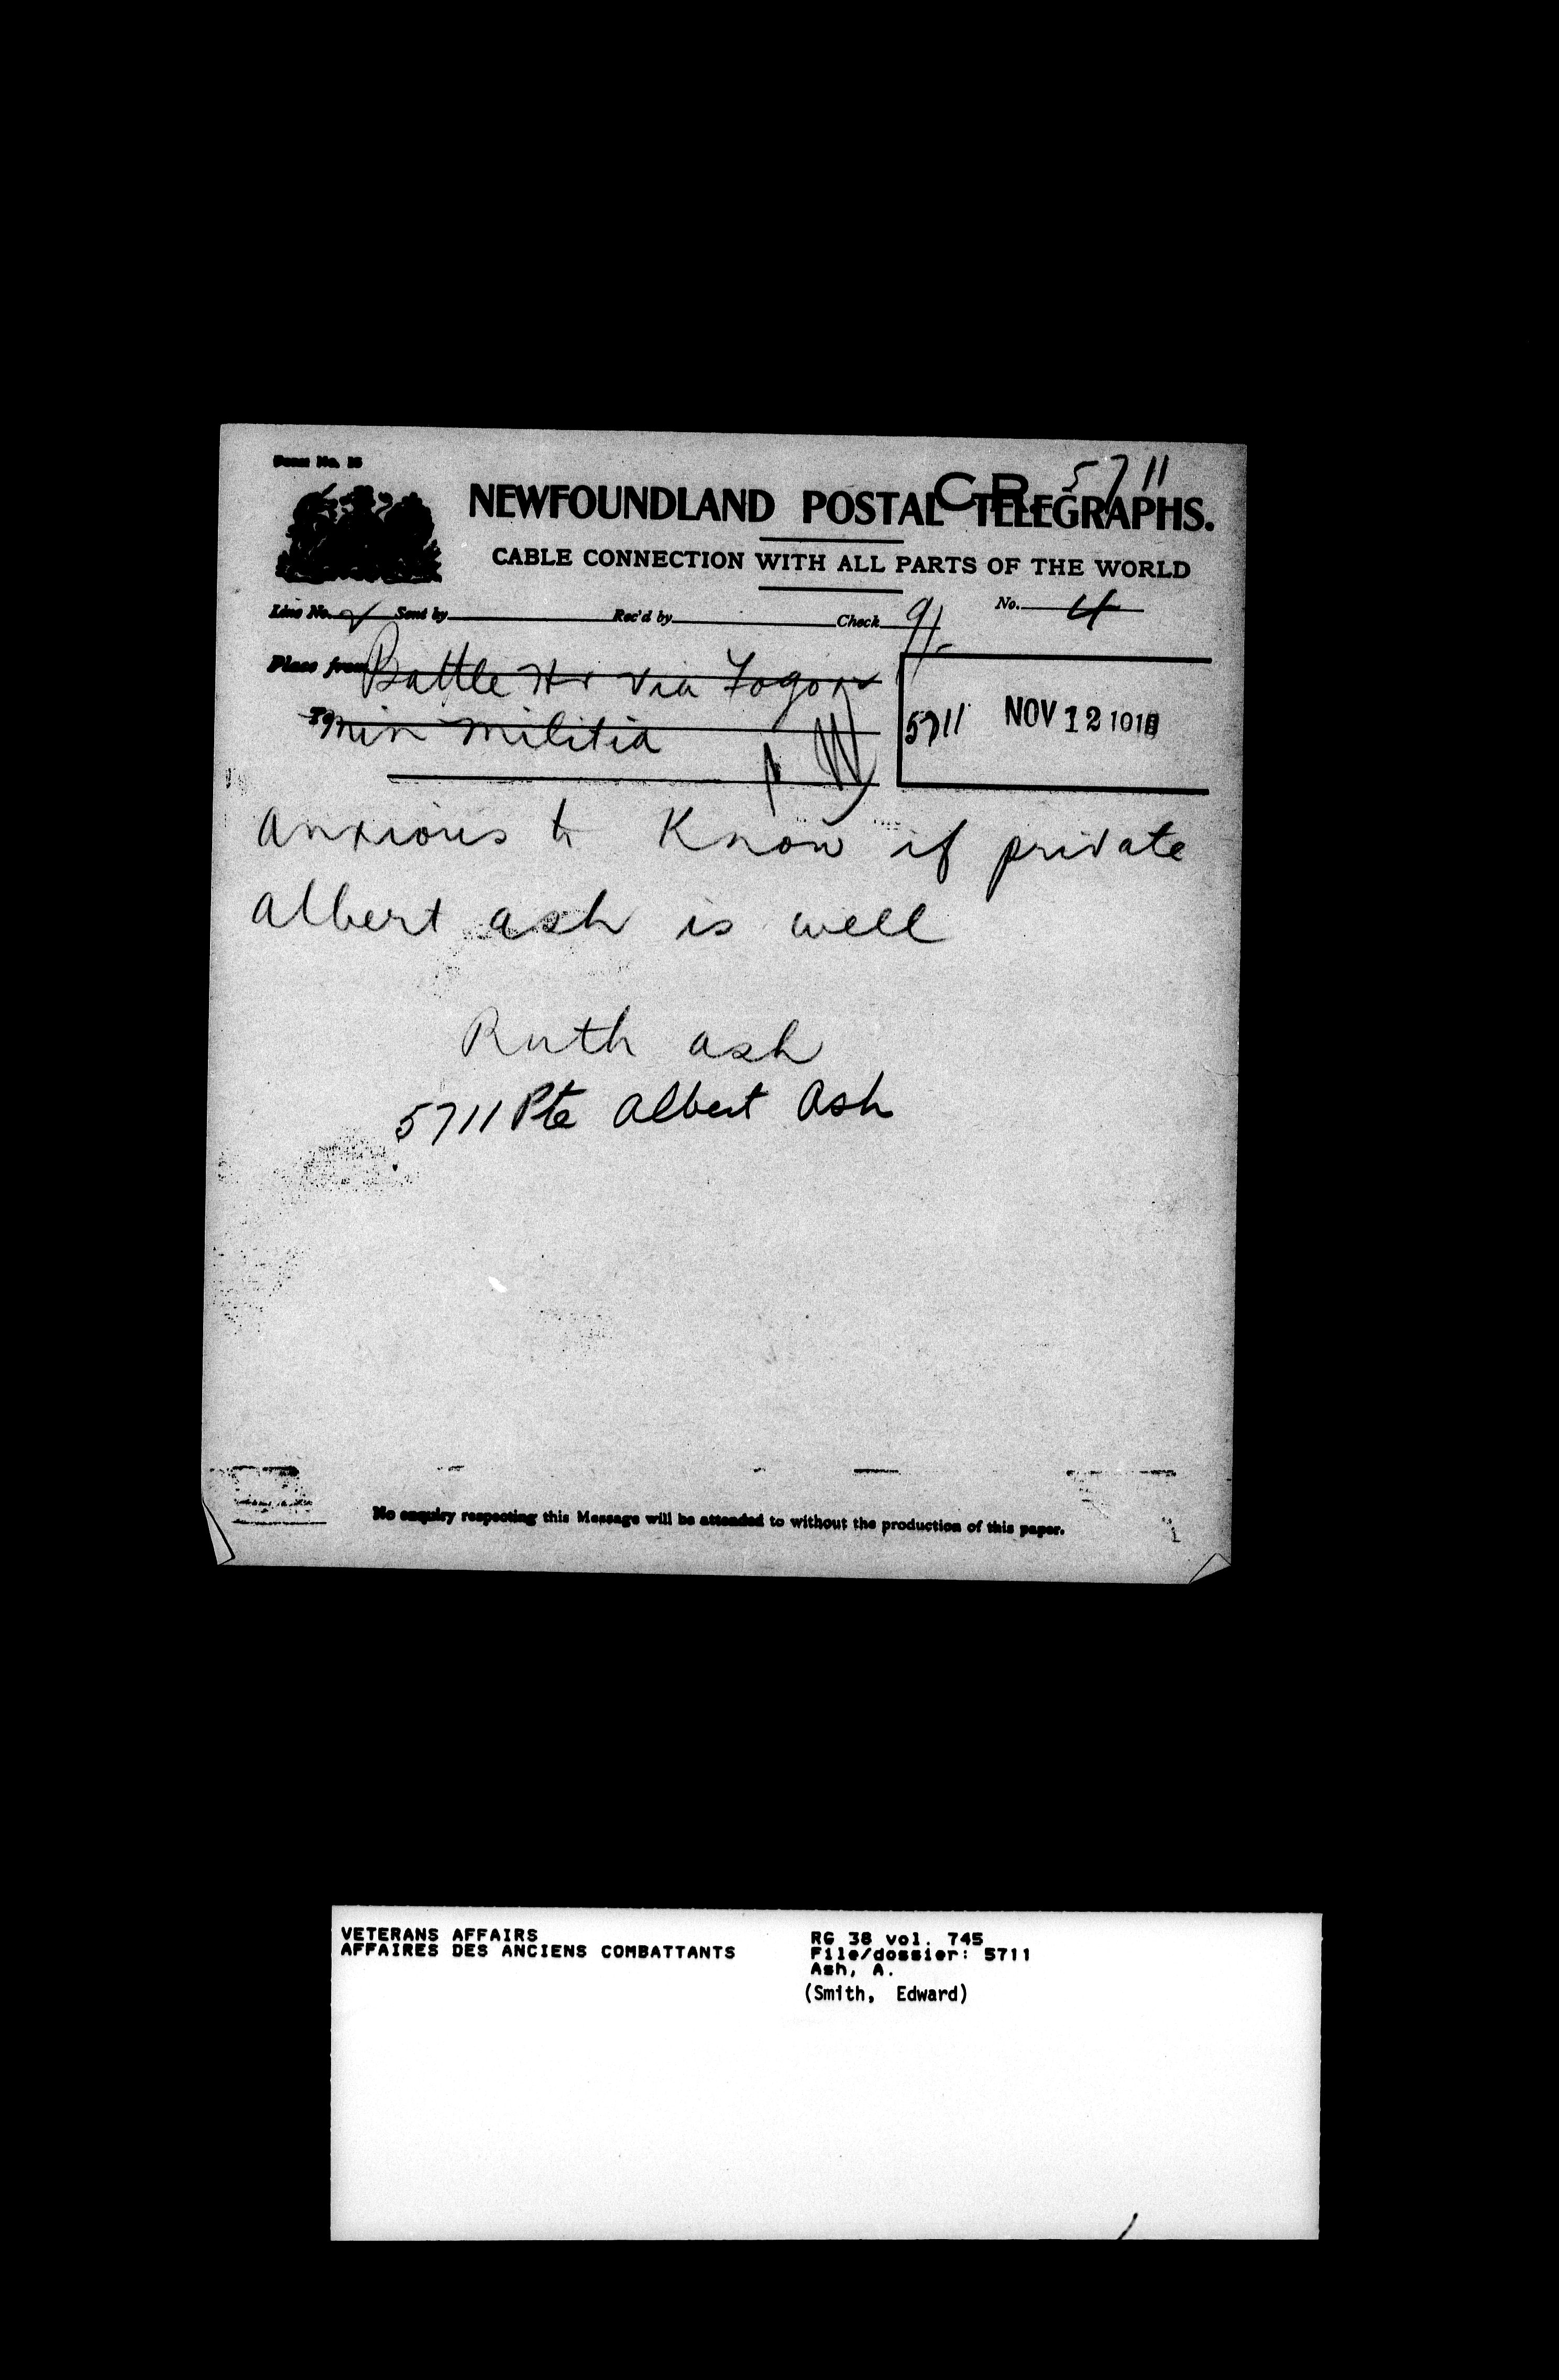 Form No. 16
C.R. 5711
NEWFOUNDLAND POSTAL TELEGRAPHS.
CABLE CONNECTION WITH ALL PARTS OF THE WORLD
Line No. Sent by Rec'd by Check 9/ No. 4
Place from Battle Hr via Fogo
To Min Militia
5711 NOV 12 1918
anxious to Know if private
albert ash is well
Ruth ash
5711 Pte Albert Ash
No enquiry respecting this Message will be attended to without the production of this paper.
VETERANS AFFAIRS
AFFAIRES DES ANCIENS COMBATTANTS
RG 38 vol. 745
File/dossier: 5711
Ash, A.
(Smith, Edward)